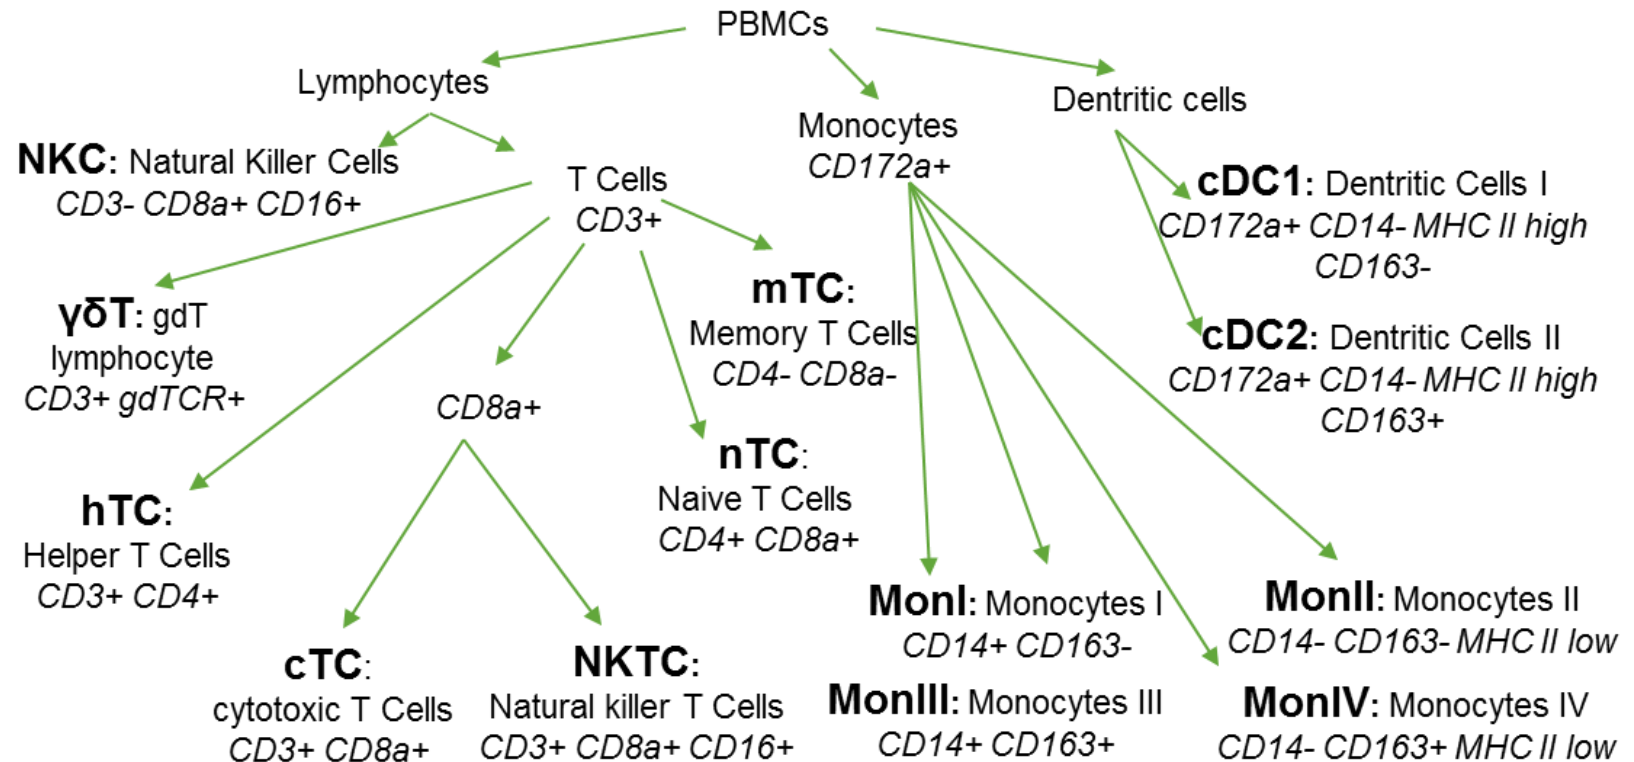 PBMCs
Lymphocytes
Monocytes
CD172a+
Dentritic cells
NKC: Natural Killer Cells
CD3- CD8a+ CD16+
T Cells
CD3+
cDC1: Dentritic Cells I
CD172a+ CD14- MHC II high
CD163-
γδT: gdT
lymphocyte
CD3+ gdTCR+
mTC:
Memory T Cells
CD4- CD8a-
cDC2: Dentritic Cells II
CD172a+ CD14- MHC II high
CD163+
CD8a+
nTC:
Naive T Cells
CD4+ CD8a+
hTC:
Helper T Cells
CD3+ CD4+
cTC:
cytotoxic T Cells
CD3+ CD8a+
NKTC:
Natural killer T Cells
CD3+ CD8a+ CD16+
MonI: Monocytes I
CD14+ CD163-
MonII: Monocytes II
CD14- CD163- MHC II low
MonIII: Monocytes III
CD14+ CD163+
MonIV: Monocytes IV
CD14- CD163+ MHC II low